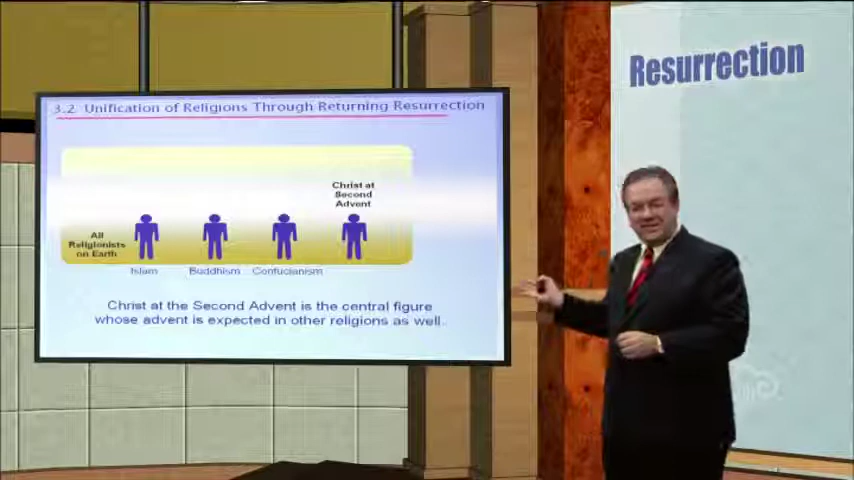 Resurrection
3.2. Unification of Religions Through Returning Resurrection
Christ at
Second
Advent
All
Religionists
on Earth
Islam
Buddhism
Confucianism
Christ at the Second Advent is the central figure
whose advent is expected in other religions as well.